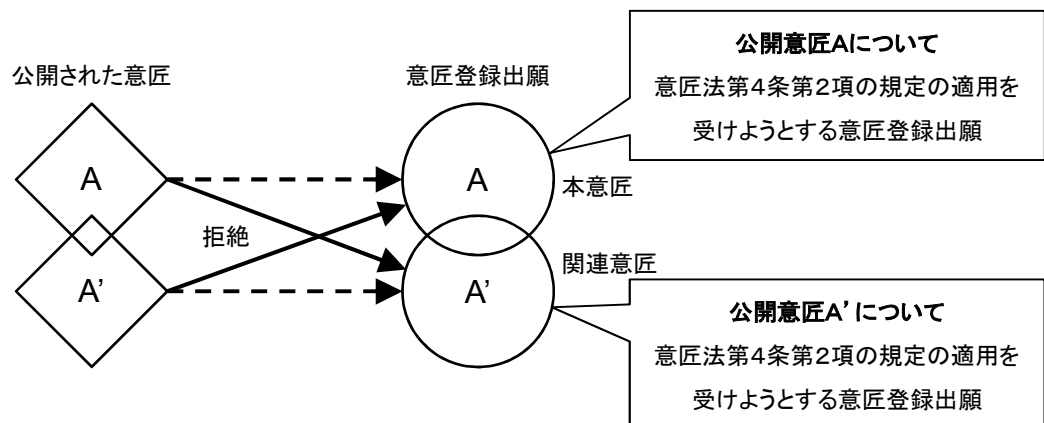 公開された意匠
意匠登録出願
公開意匠Aについて
意匠法第4条第2項の規定の適用を
受けようとする意匠登録出願
A
A
本意匠
拒絶
関連意匠
A'
A'
公開意匠A'について
意匠法第4条第2項の規定の適用を
受けようとする意匠登録出願